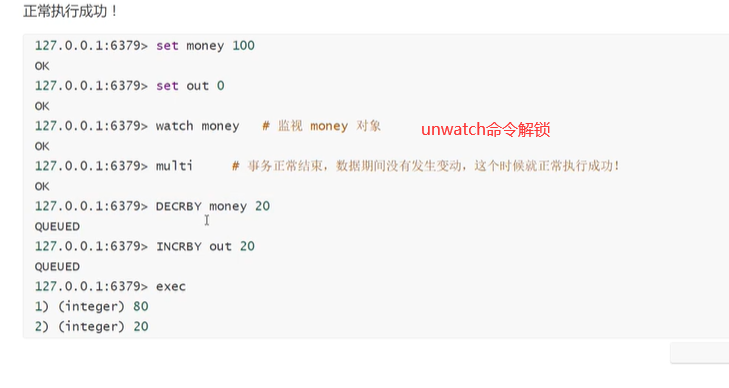 正常执行成功！
127.0.0.1:6379> set money 100
OK
127.0.0.1:6379> set out 0
OK
127.0.0.1:6379> watch money # 监视 money 对象 unwatch命令解锁
OK
127.0.0.1:6379> multi # 事务正常结束，数据期间没有发生变动，这个时候就正常执行成功！
OK
127.0.0.1:6379> DECRBY money 20
QUEUED
127.0.0.1:6379> INCRBY out 20
QUEUED
127.0.0.1:6379> exec
1) (integer) 80
2) (integer) 20